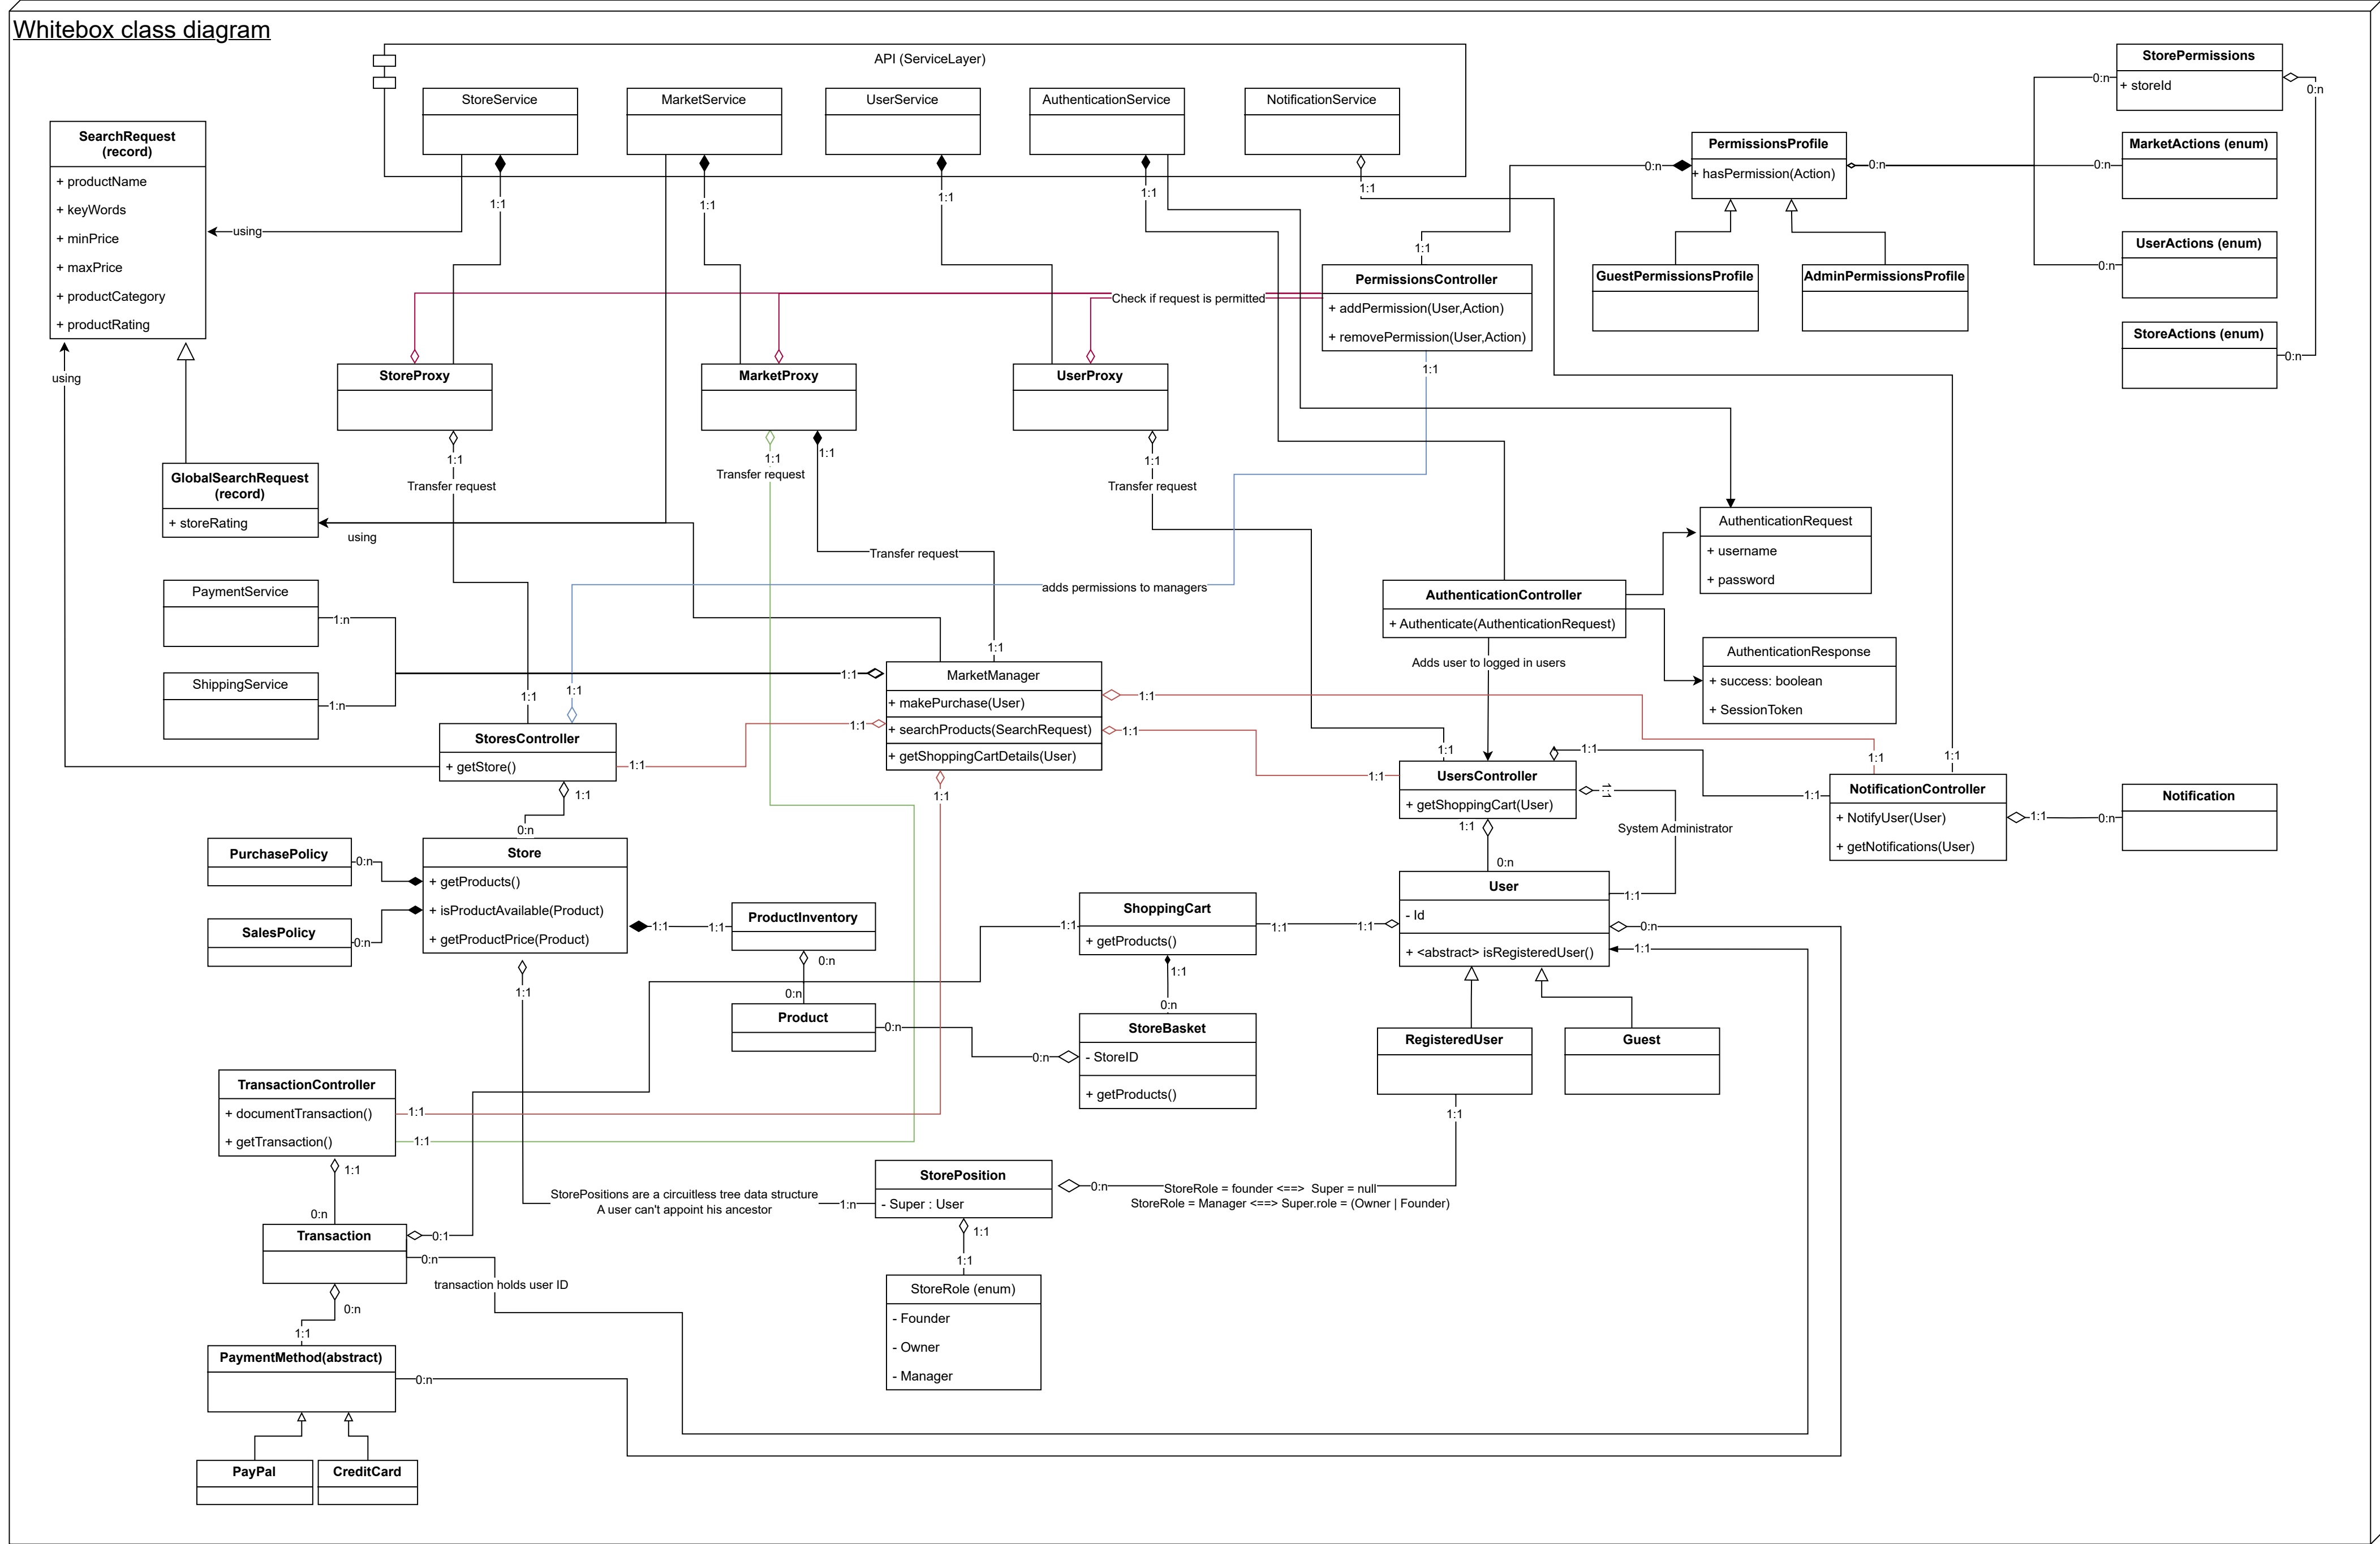 Whitebox class diagram
API (ServiceLayer)
StoreService
MarketService
UserService
AuthenticationService
NotificationService
1:1
1:1
1:1
1:1
1:1
SearchRequest
(record)
+ productName
+ keyWords
+ minPrice
+ maxPrice
+ productCategory
+ productRating
using
using
StorePermissions
+ storeId
0:n
0:n
PermissionsProfile
+ hasPermission(Action)
0:n
0:n
MarketActions (enum)
0:n
UserActions (enum)
0:n
StoreActions (enum)
0:n
GuestPermissionsProfile
AdminPermissionsProfile
1:1
PermissionsController
+ addPermission(User,Action)
+ removePermission(User,Action)
1:1
Check if request is permitted
StoreProxy
MarketProxy
UserProxy
1:1
Transfer request
1:1
Transfer request
1:1
Transfer request
1:1
Transfer request
GlobalSearchRequest
(record)
+ storeRating
using
adds permissions to managers
AuthenticationRequest
+ username
+ password
AuthenticationController
+ Authenticate(AuthenticationRequest)
Adds user to logged in users
AuthenticationResponse
+ success: boolean
+ SessionToken
PaymentService
1:n
ShippingService
1:n
1:1
1:1
MarketManager
+ makePurchase(User)
+ searchProducts(SearchRequest)
+ getShoppingCartDetails(User)
1:1
1:1
1:1
1:1
1:1
1:1
StoresController
+ getStore()
1:1
1:1
0:n
1:1
1:1
UsersController
+ getShoppingCart(User)
1:1
1:1
1:1
System Administrator
1:1
0:n
1:1
1:1
1:1
NotificationController
+ NotifyUser(User)
+ getNotifications(User)
1:1
0:n
Notification
PurchasePolicy
0:n
SalesPolicy
0:n
Store
+ getProducts()
+ isProductAvailable(Product)
+ getProductPrice(Product)
1:1
1:1
1:1
ProductInventory
0:n
0:n
Product
0:n
ShoppingCart
+ getProducts()
1:1
1:1
1:1
1:1
0:n
StoreBasket
- StoreID
+ getProducts()
0:n
User
- Id
+ <abstract> isRegisteredUser()
0:n
1:1
RegisteredUser
Guest
1:1
TransactionController
+ documentTransaction()
+ getTransaction()
1:1
1:1
1:1
0:n
Transaction
0:1
0:n
transaction holds user ID
0:n
1:1
StorePositions are a circuitless tree data structure
A user can't appoint his ancestor
1:n
StorePosition
- Super : User
0:n
StoreRole = founder <==> Super = null
StoreRole = Manager <==> Super.role = (Owner | Founder)
1:1
1:1
StoreRole (enum)
- Founder
- Owner
- Manager
PaymentMethod(abstract)
0:n
PayPal
CreditCard